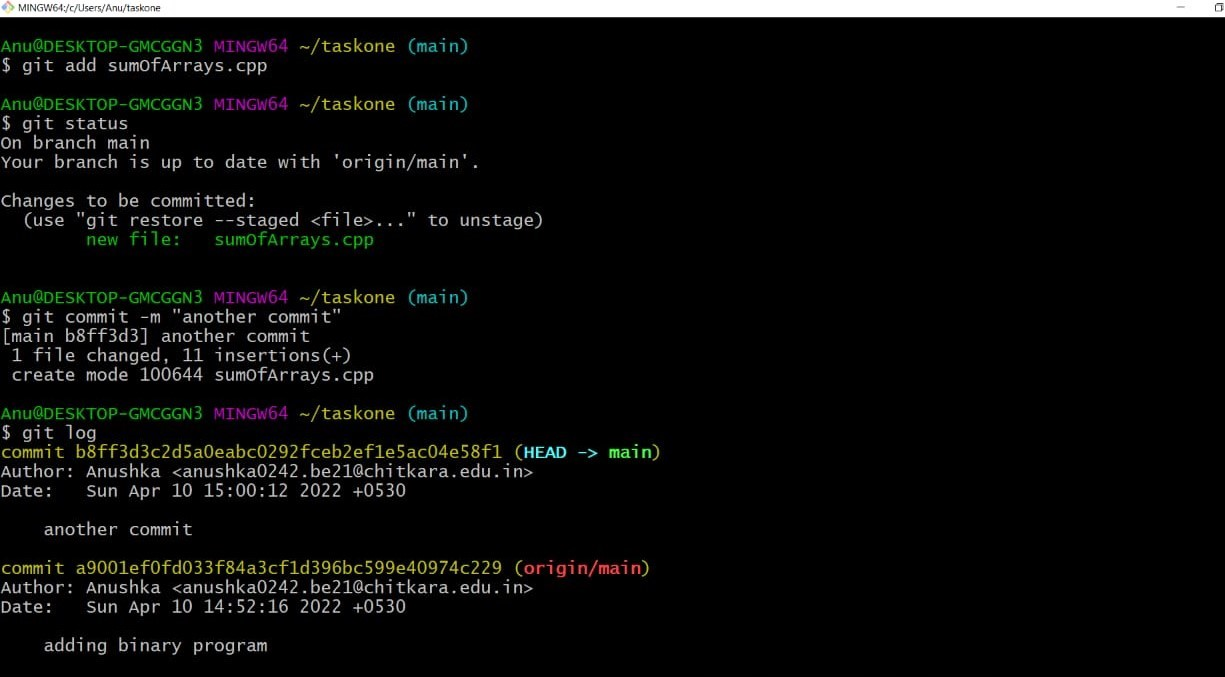 MINGW64:/c/Users/Anu/taskone
Anu@DESKTOP-GMCGGN3 MINGW64 ~/taskone (main)
$ git add sumOfArrays.cpp
Anu@DESKTOP-GMCGGN3 MINGW64 ~/taskone (main)
$ git status
On branch main
Your branch is up to date with 'origin/main'.
Changes to be committed:
  (use "git restore --staged <file>..." to unstage)
        new file:   sumOfArrays.cpp
Anu@DESKTOP-GMCGGN3 MINGW64 ~/taskone (main)
$ git commit -m "another commit"
[main b8ff3d3] another commit
 1 file changed, 11 insertions(+)
 create mode 100644 sumOfArrays.cpp
Anu@DESKTOP-GMCGGN3 MINGW64 ~/taskone (main)
$ git log
commit b8ff3d3c2d5a0eabc0292fceb2ef1e5ac04e58f1 (HEAD -> main)
Author: Anushka <anushka0242.be21@chitkara.edu.in>
Date:   Sun Apr 10 15:00:12 2022 +0530
    another commit
commit a9001ef0fd033f84a3cf1d396bc599e40974c229 (origin/main)
Author: Anushka <anushka0242.be21@chitkara.edu.in>
Date:   Sun Apr 10 14:52:16 2022 +0530
    adding binary program